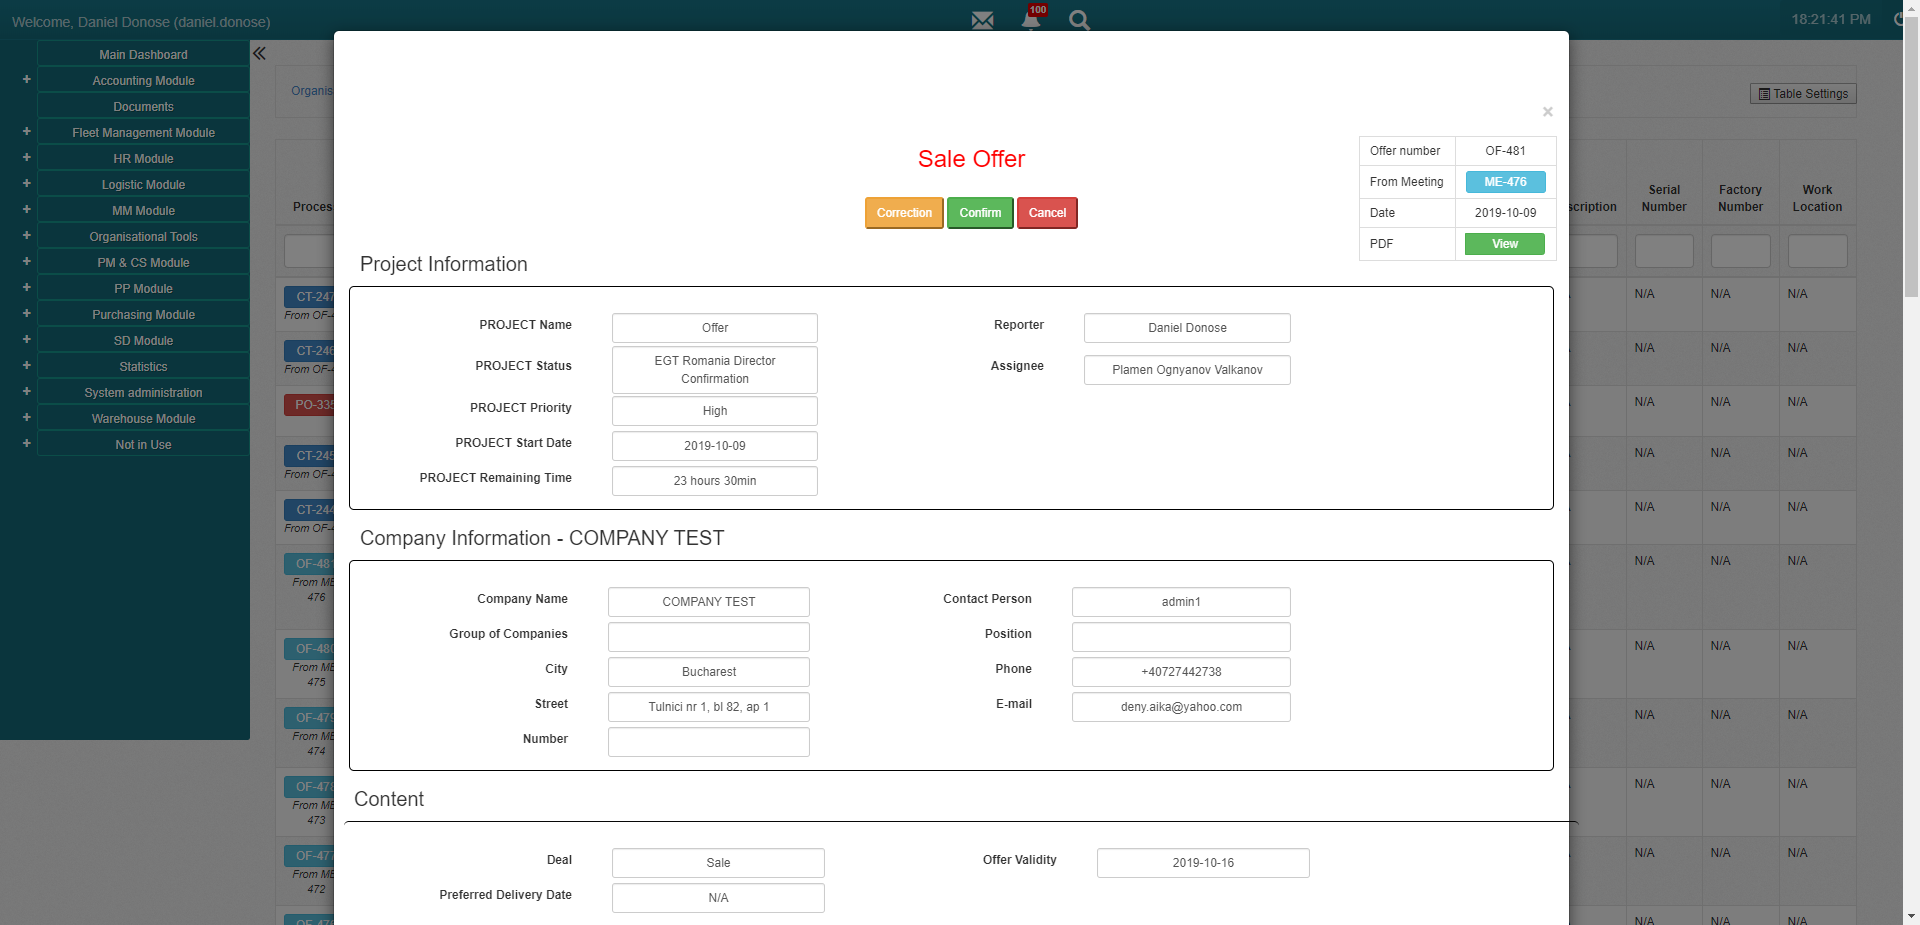 Welcome, Daniel Donose (daniel.donose)
100
18:21:41 PM
Main Dashboard
Accounting Module
Documents
Fleet Management Module
HR Module
Logistic Module
MM Module
Organisational Tools
PM & CS Module
PP Module
Purchasing Module
SD Module
Statistics
System administration
Warehouse Module
Not in Use
Organis
Table Settings
×
Sale Offer
Correction
Confirm
Cancel
Offer number OF-481
From Meeting ME-476
Date 2019-10-09
PDF View
Proces
scription
Serial Number
Factory Number
Work Location
Project Information
PROJECT Name Offer
Reporter Daniel Donose
PROJECT Status EGT Romania Director
Confirmation
Assignee Plamen Ognyanov Valkanov
PROJECT Priority High
PROJECT Start Date 2019-10-09
PROJECT Remaining Time 23 hours 30min
Company Information - COMPANY TEST
Company Name COMPANY TEST
Contact Person admin1
Group of Companies
Position
City Bucharest
Phone +40727442738
Street Tulnici nr 1, bl 82, ap 1
E-mail deny.aika@yahoo.com
Number
Content
Deal Sale
Offer Validity 2019-10-16
Preferred Delivery Date N/A
CT-247
From OF-4
N/A N/A N/A
CT-246
From OF-4
N/A N/A N/A
PO-335
N/A N/A N/A
CT-245
From OF-4
N/A N/A N/A
CT-244
From OF-4
N/A N/A N/A
OF-481
From ME
476
N/A N/A N/A
OF-480
From ME
475
N/A N/A N/A
OF-479
From ME
474
N/A N/A N/A
OF-478
From ME
473
N/A N/A N/A
OF-477
From ME
472
N/A N/A N/A
OF-476
N/A N/A N/A